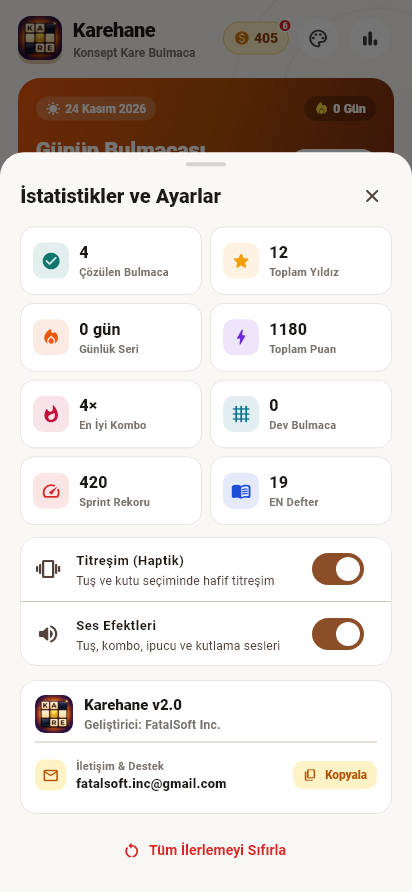 Karehane
Konsept Kare Bulmaca
405
6
24 Kasım 2026
0 Gün
Günün Bulmacası
İstatistikler ve Ayarlar
4
Çözülen Bulmaca
12
Toplam Yıldız
0 gün
Günlük Seri
1180
Toplam Puan
4×
En İyi Kombo
0
Dev Bulmaca
420
Sprint Rekoru
19
EN Defter
Titreşim (Haptik)
Tuş ve kutu seçiminde hafif titreşim
Ses Efektleri
Tuş, kombo, ipucu ve kutlama sesleri
KA
RE
Karehane v2.0
Geliştirici: FatalSoft Inc.
İletişim & Destek
fatalsoft.inc@gmail.com
Kopyala
Tüm İlerlemeyi Sıfırla